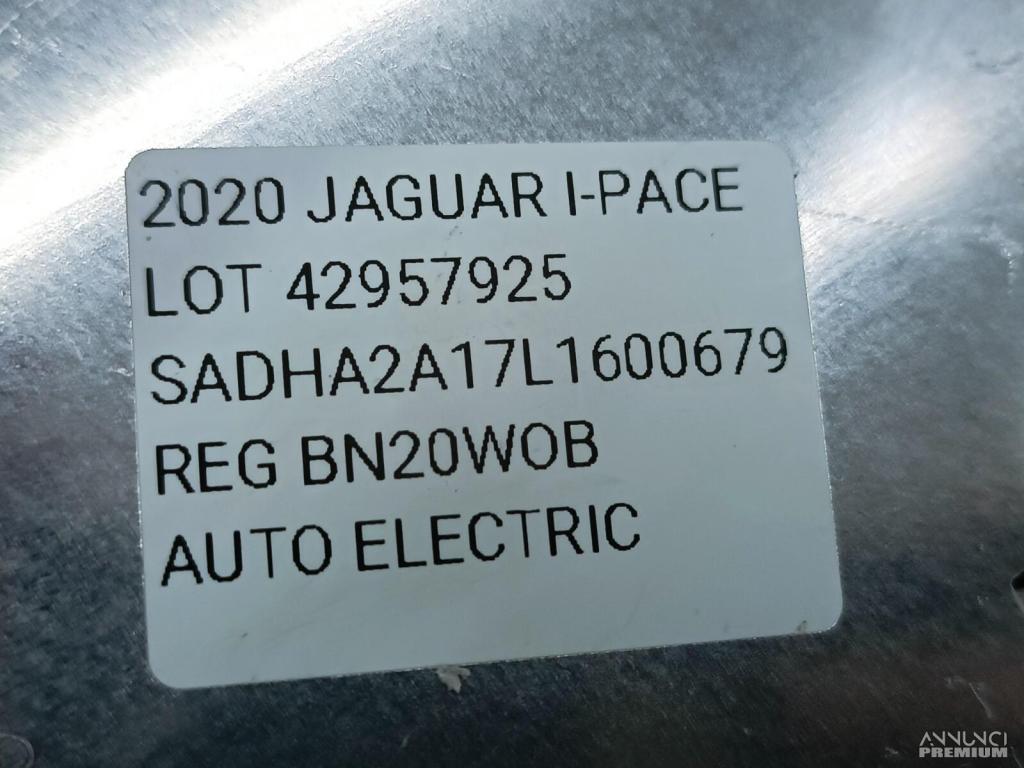 2020 JAGUAR I-PACE
LOT 42957925
SADHA2A17L1600679
REG BN20WOB
AUTO ELECTRIC
ANNUNCI
PREMIUM